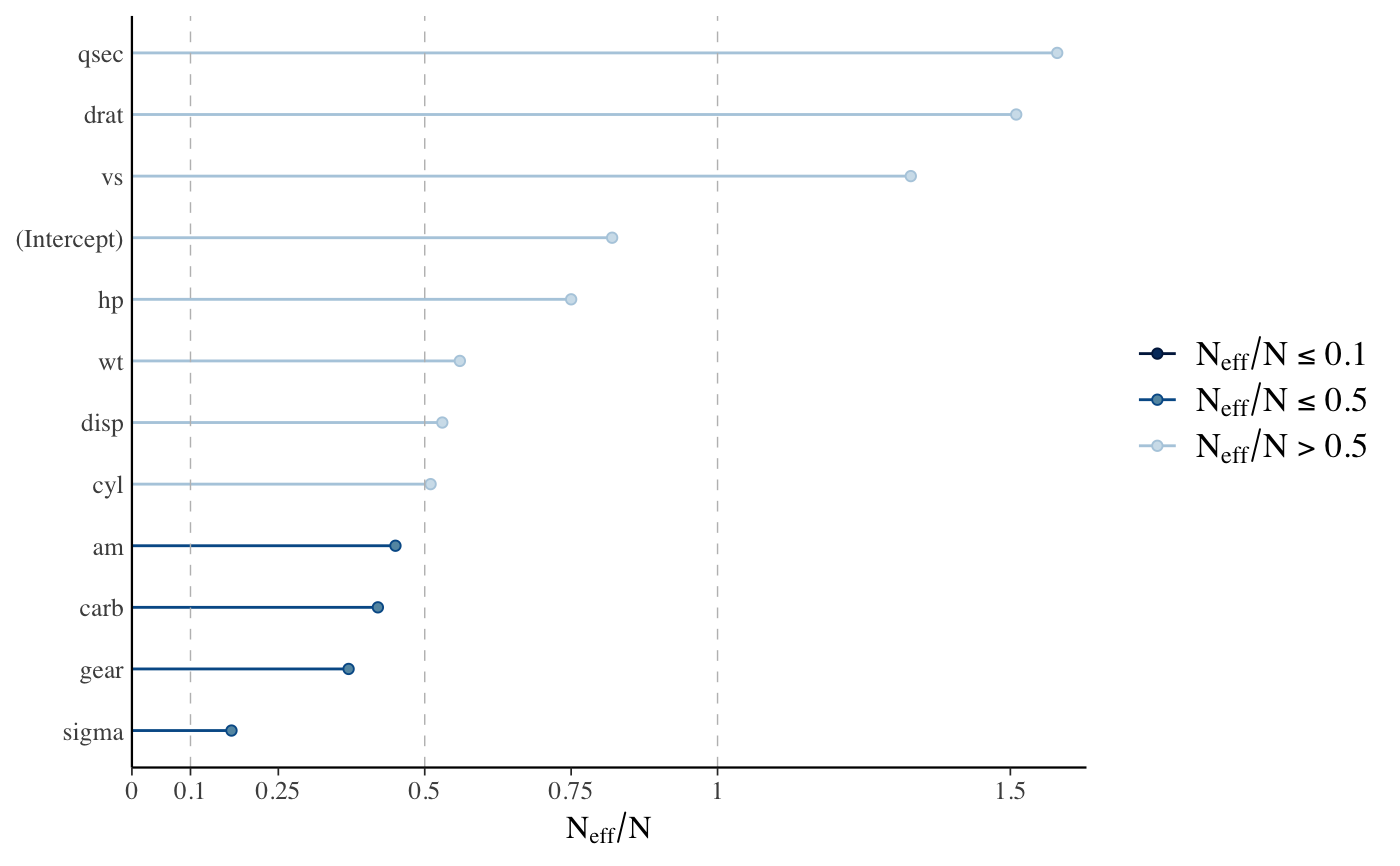 qsec
drat
vs
(Intercept)
hp
wt
disp
cyl
am
carb
gear
sigma
0 0.1 0.25 0.5 0.75 1 1.5
Neff/N
Neff/N ≤ 0.1
Neff/N ≤ 0.5
Neff/N > 0.5